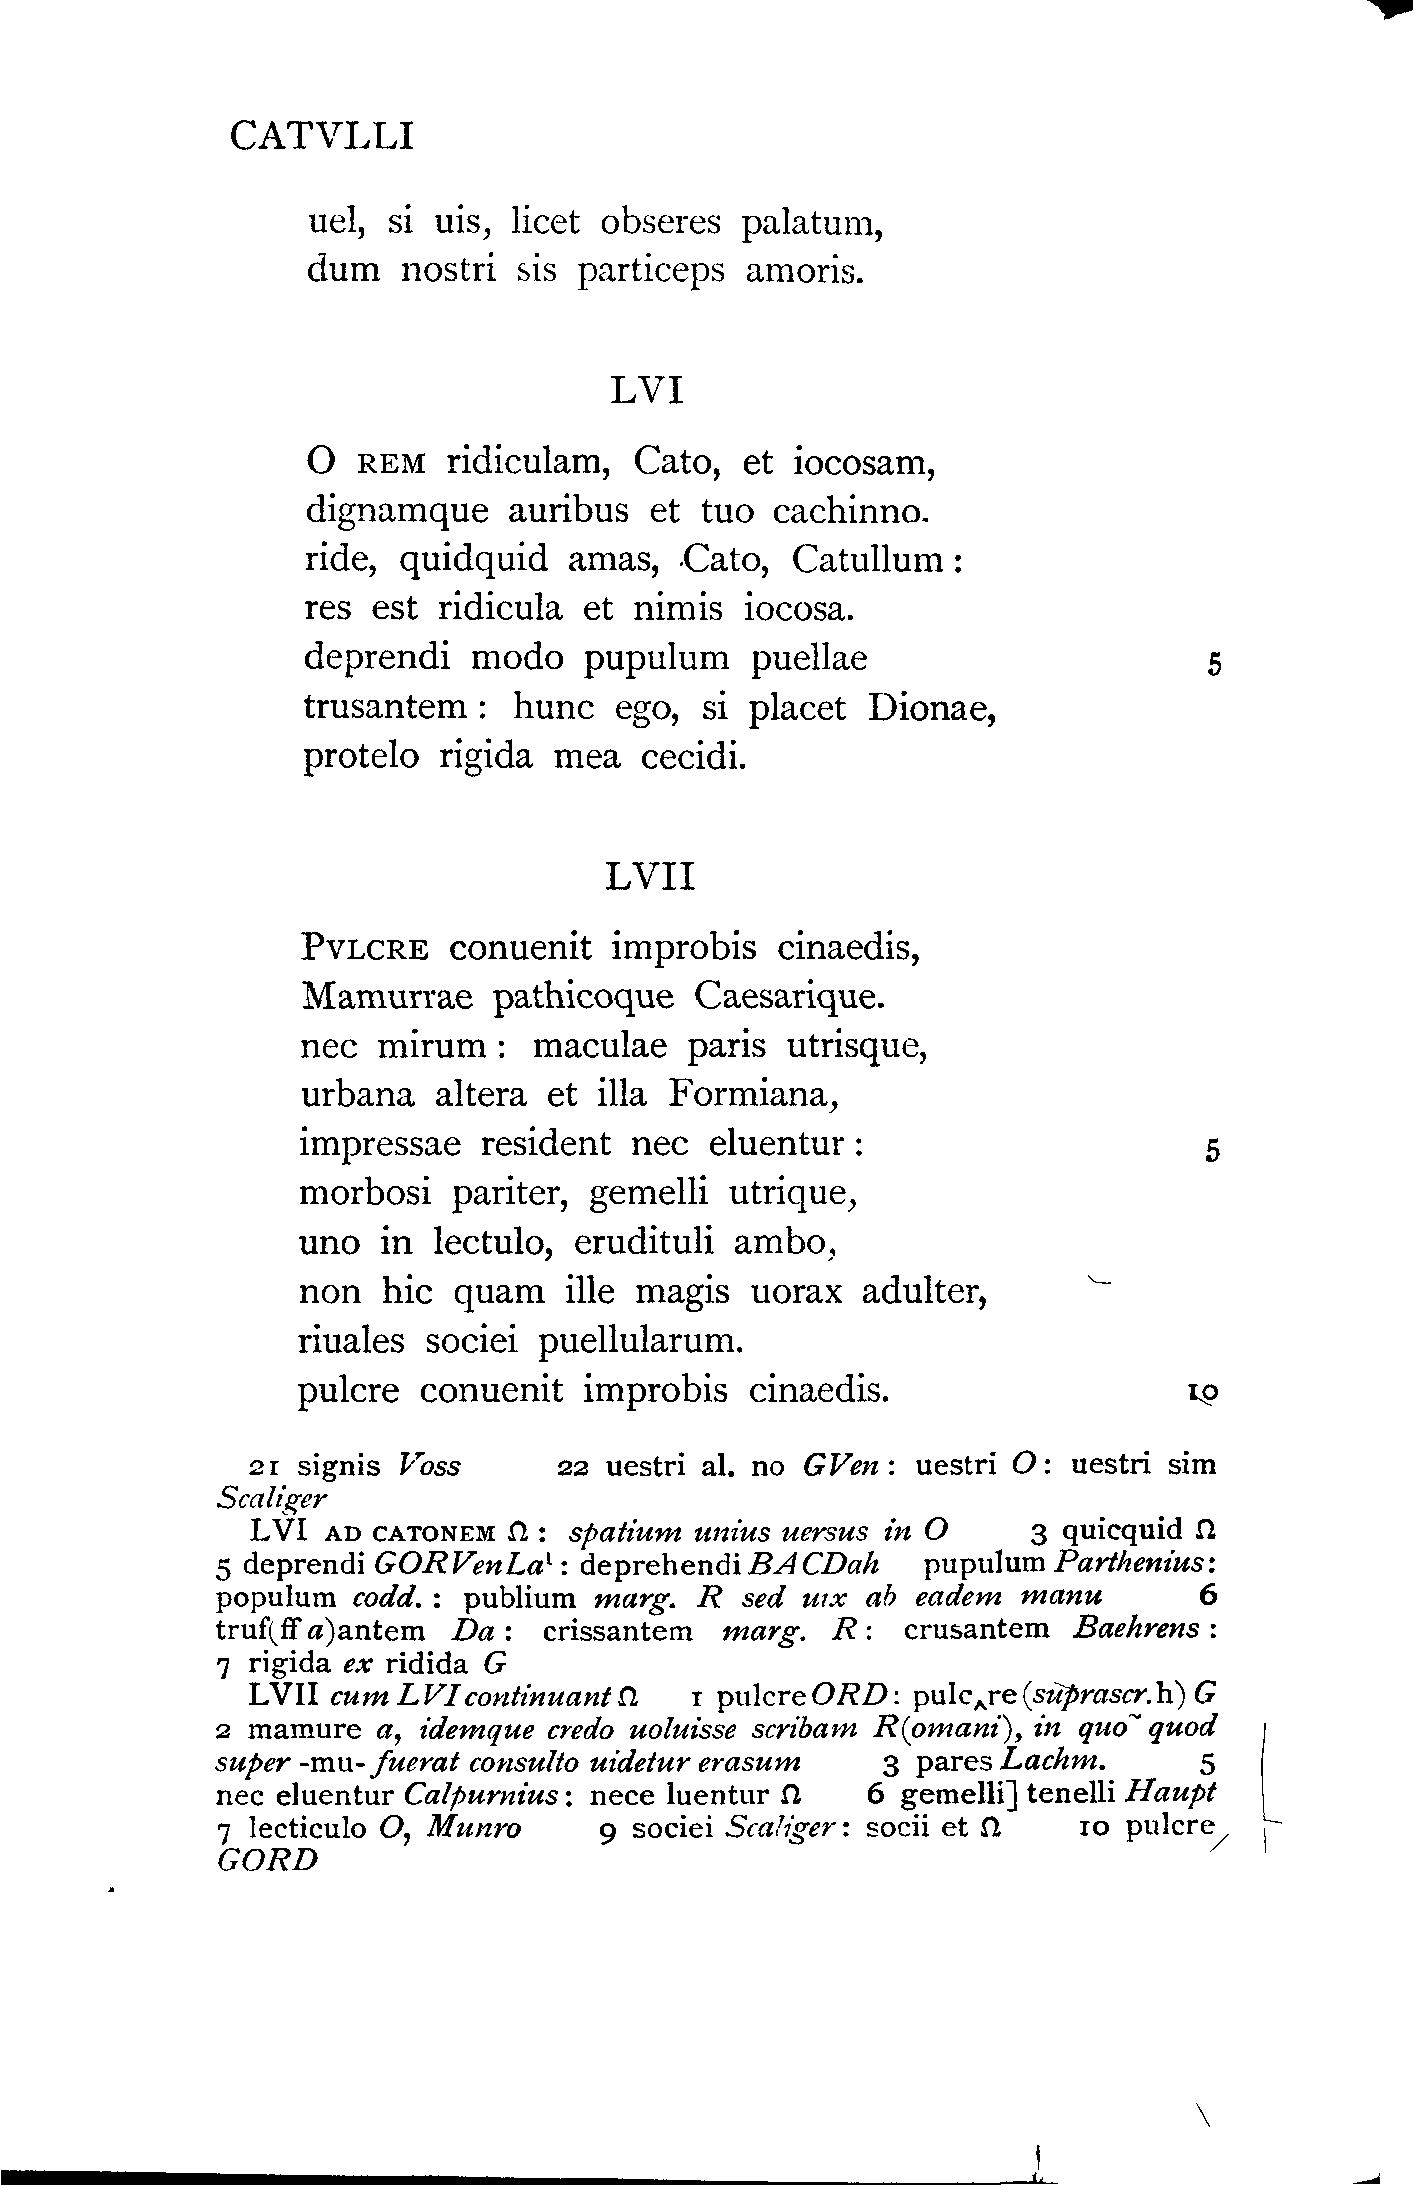 CATVLLI
uel, si uis, licet obseres palatum,
dum nostri sis particeps amoris.
LVI
O REM ridiculam, Cato, et iocosam,
dignamque auribus et tuo cachinno.
ride, quidquid amas, Cato, Catullum :
res est ridicula et nimis iocosa.
deprendi modo pupulum puellae 5
trusantem : hunc ego, si placet Dionae,
protelo rigida mea cecidi.
LVII
PVLCRE conuenit improbis cinaedis,
Mamurrae pathicoque Caesarique.
nec mirum : maculae paris utrisque,
urbana altera et illa Formiana,
impressae resident nec eluentur : 5
morbosi pariter, gemelli utrique,
uno in lectulo, erudituli ambo,
non hic quam ille magis uorax adulter,
riuales sociei puellularum.
pulcre conuenit improbis cinaedis. 10
21 signis Voss 22 uestri al. no GVen : uestri O : uestri sim
Scaliger
LVI AD CATONEM Ω : spatium unius uersus in O 3 quicquid Ω
5 deprendi GORVenLa¹ : deprehendi BACDah pupulum Parthenius :
populum codd. : publium marg. R sed uix ab eadem manu 6
truf(ff a)antem Da : crissantem marg. R : crusantem Baehrens :
7 rigida ex ridida G
LVII cum LVI continuant Ω 1 pulcre ORD : pulc‸re (suprascr. h) G
2 mamure a, idemque credo uoluisse scribam R(omani), in quo ~ quod
super -mu- fuerat consulto uidetur erasum 3 pares Lachm. 5
nec eluentur Calpurnius : nece luentur Ω 6 gemelli] tenelli Haupt
7 lecticulo O, Munro 9 sociei Scaliger : socii et Ω 10 pulcre
GORD